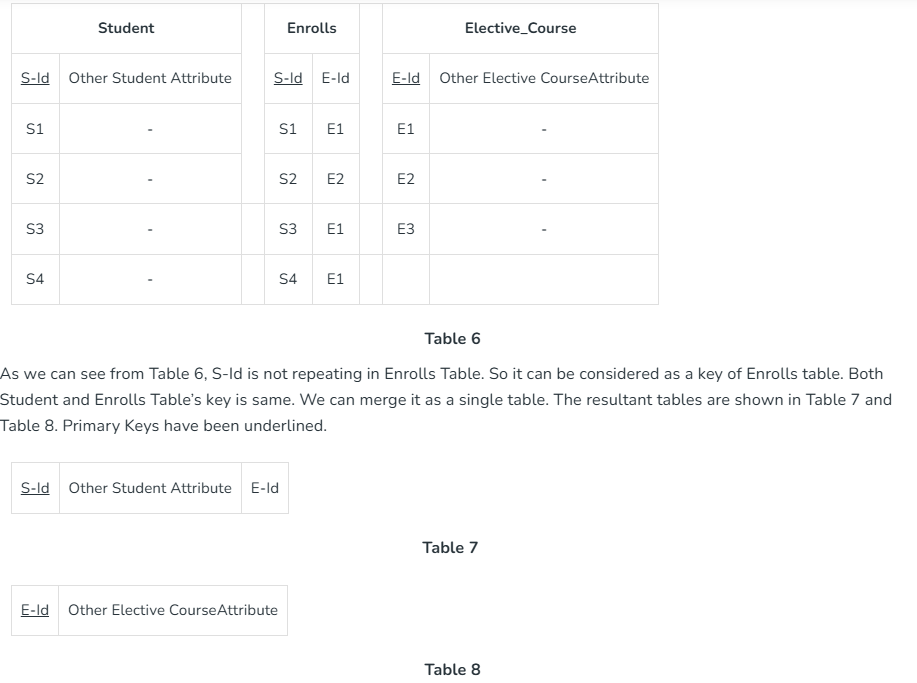 Student Enrolls Elective_Course
S-Id Other Student Attribute S-Id E-Id E-Id Other Elective CourseAttribute
S1 - S1 E1 E1 -
S2 - S2 E2 E2 -
S3 - S3 E1 E3 -
S4 - S4 E1
Table 6
As we can see from Table 6, S-Id is not repeating in Enrolls Table. So it can be considered as a key of Enrolls table. Both
Student and Enrolls Table’s key is same. We can merge it as a single table. The resultant tables are shown in Table 7 and
Table 8. Primary Keys have been underlined.
S-Id Other Student Attribute E-Id
Table 7
E-Id Other Elective CourseAttribute
Table 8